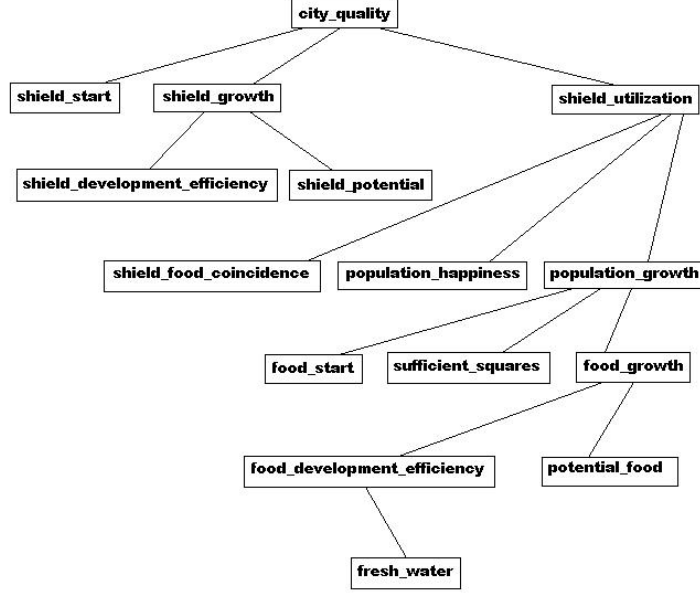 city_quality
shield_start
shield_growth
shield_utilization
shield_development_efficiency
shield_potential
shield_food_coincidence
population_happiness
population_growth
food_start
sufficient_squares
food_growth
food_development_efficiency
potential_food
fresh_water